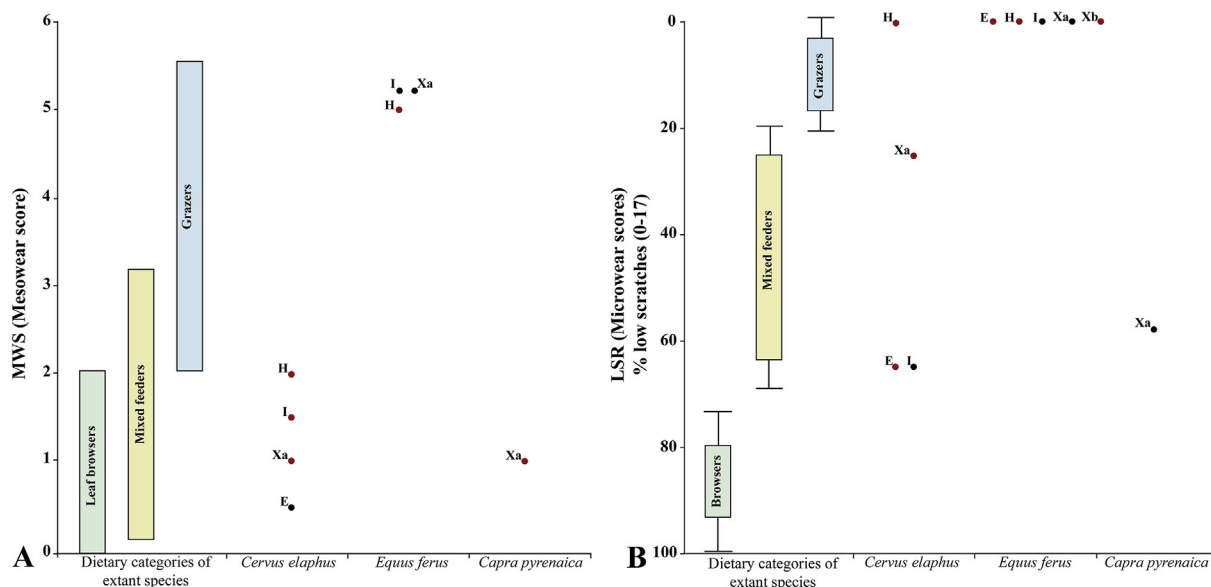 MWS (Mesowear score)
6
5
4
3
2
1
0
Leaf browsers
Mixed feeders
Grazers
H
I
Xa
E
I
Xa
H
Xa
A
Dietary categories of
extant species
Cervus elaphus
Equus ferus
Capra pyrenaica
LSR (Microwear scores)
% low scratches (0-17)
0
20
40
60
80
100
Browsers
Mixed feeders
Grazers
H
Xa
E
I
E
H
I
Xa
Xb
Xa
B
Dietary categories of
extant species
Cervus elaphus
Equus ferus
Capra pyrenaica